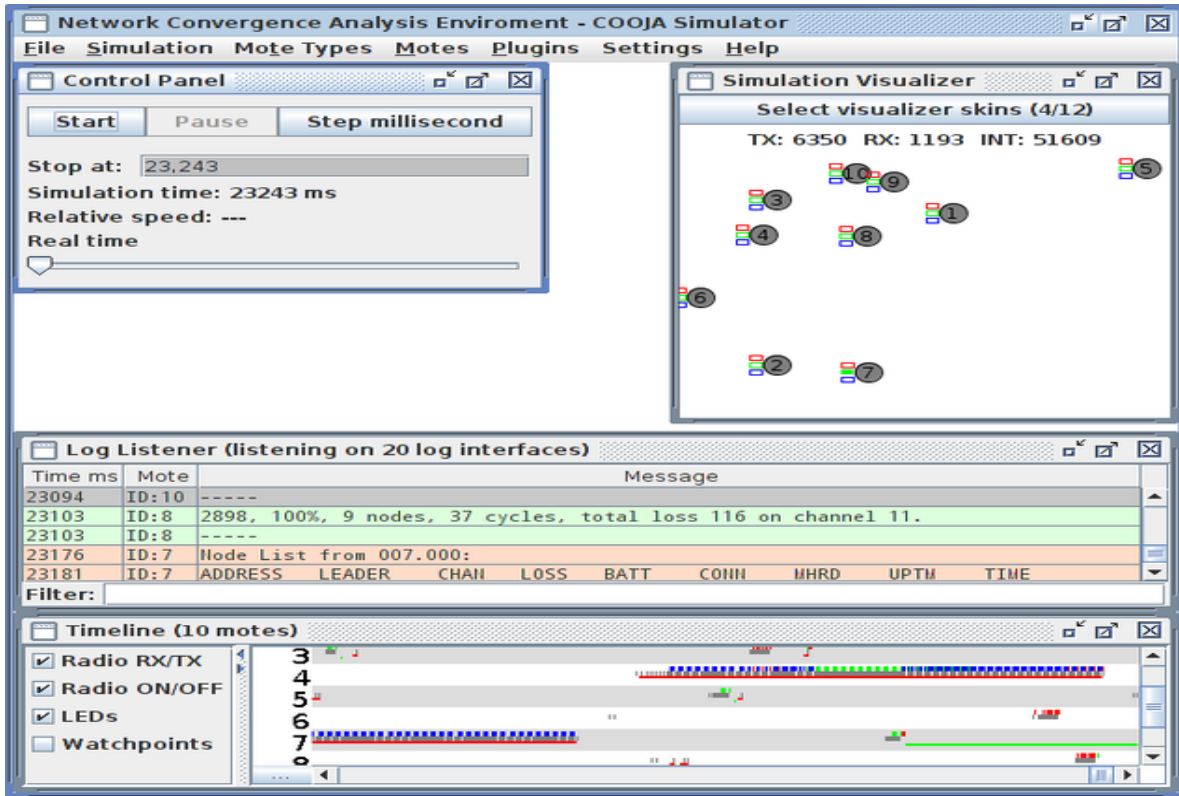 Network Convergence Analysis Enviroment - COOJA Simulator
File Simulation Mote Types Motes Plugins Settings Help
Control Panel
Start Pause Step millisecond
Stop at: 23,243
Simulation time: 23243 ms
Relative speed: ---
Real time
Simulation Visualizer
Select visualizer skins (4/12)
TX: 6350 RX: 1193 INT: 51609
10
9
5
3
1
4
8
6
2
7
Log Listener (listening on 20 log interfaces)
Time ms Mote Message
23094 ID:10 -----
23103 ID:8 2898, 100%, 9 nodes, 37 cycles, total loss 116 on channel 11.
23103 ID:8 -----
23176 ID:7 Node List from 007.000:
23181 ID:7 ADDRESS LEADER CHAN LOSS BATT CONN NHRD UPTM TIME
Filter:
Timeline (10 motes)
Radio RX/TX
Radio ON/OFF
LEDs
Watchpoints
3
4
5
6
7
8
...